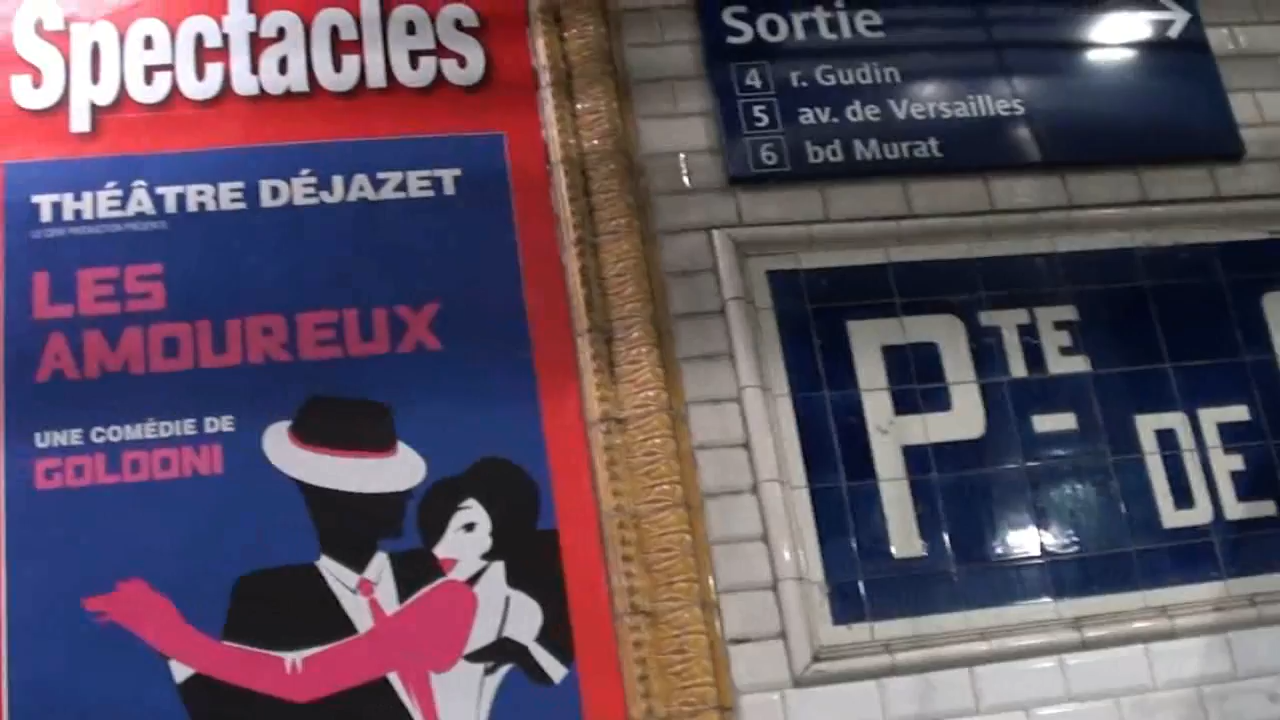 Spectacles
THÉÂTRE DÉJAZET
LES
AMOUREUX
UNE COMÉDIE DE
GOLDONI
Sortie
4 r. Gudin
5 av. de Versailles
6 bd Murat
PTE
DE